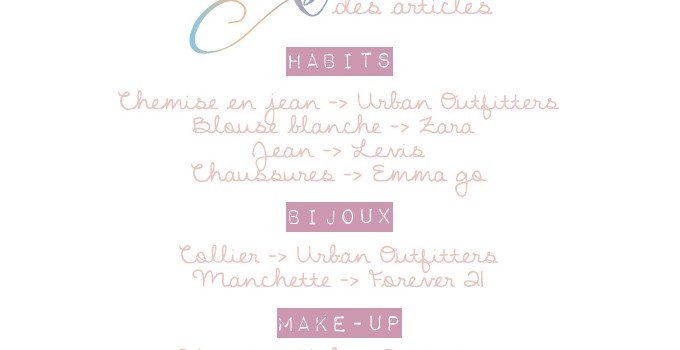 des articles
HABITS
Chemise en jean -> Urban Outfitters
Blouse blanche -> Zara
Jean -> Levis
Chaussures -> Emma go
BIJOUX
Collier -> Urban Outfitters
Manchette -> Forever 21
MAKE-UP